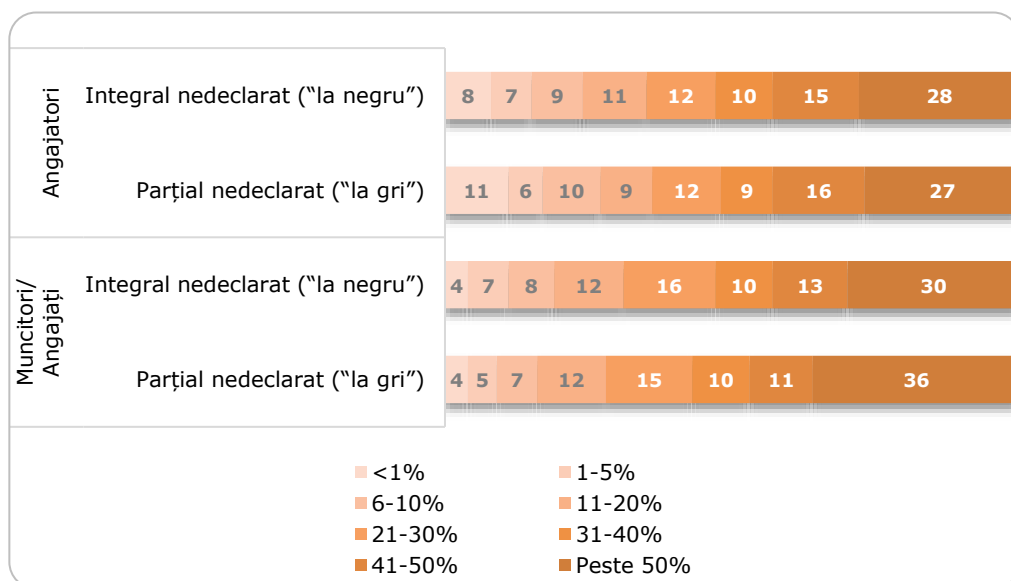 Angajatori
Integral nedeclarat (“la negru”)
8 7 9 11 12 10 15 28
Parțial nedeclarat (“la gri”)
11 6 10 9 12 9 16 27
Muncitori/
Angajați
Integral nedeclarat (“la negru”)
4 7 8 12 16 10 13 30
Parțial nedeclarat (“la gri”)
4 5 7 12 15 10 11 36
<1% 1-5%
6-10% 11-20%
21-30% 31-40%
41-50% Peste 50%